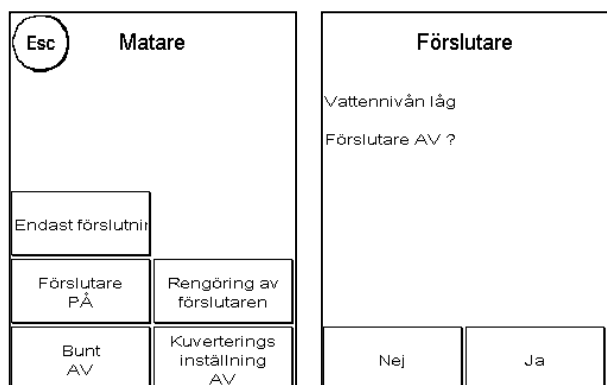 Esc
Matare
Endast förslutnir
Förslutare
PÅ
Rengöring av
förslutaren
Bunt
AV
Kuverterings
inställning
AV
Förslutare
Vattennivån låg
Förslutare AV ?
Nej
Ja